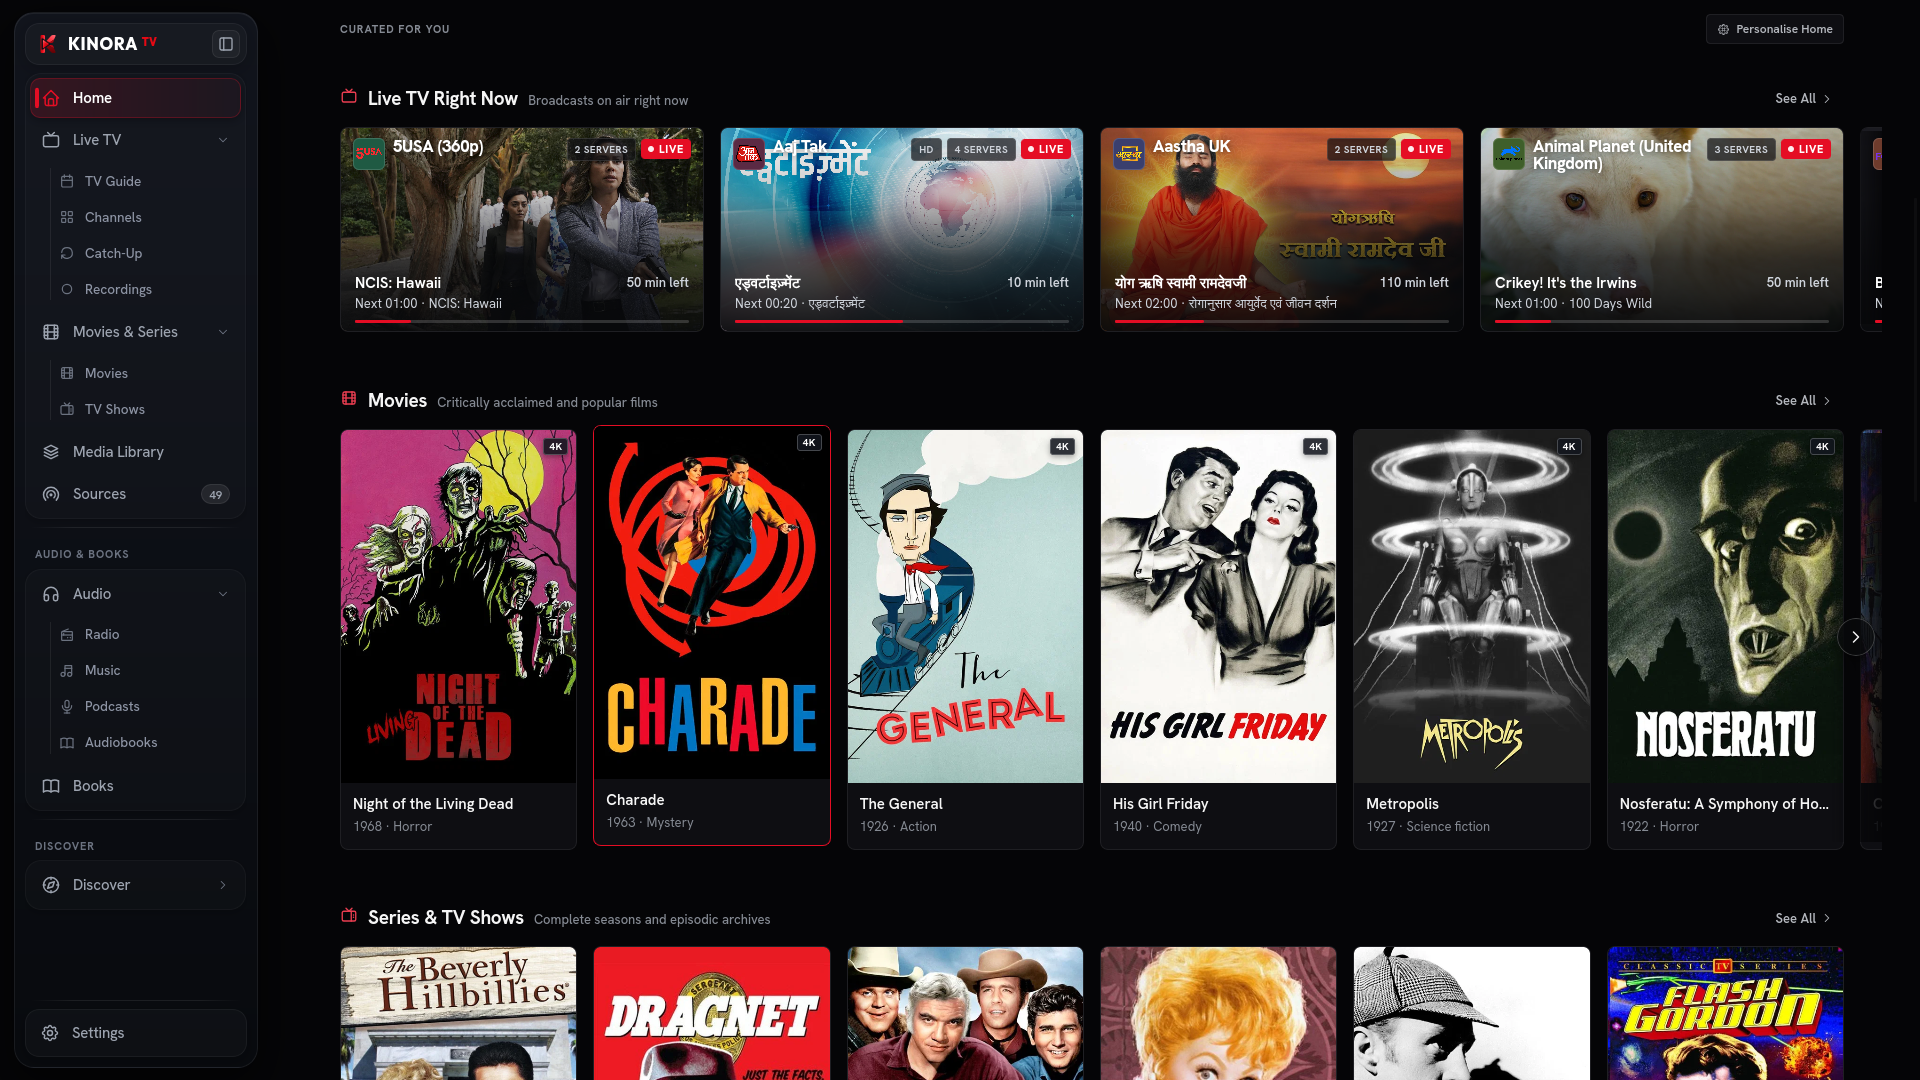 KINORA TV
Home
Live TV
TV Guide
Channels
Catch-Up
Recordings
Movies & Series
Movies
TV Shows
Media Library
Sources 49
AUDIO & BOOKS
Audio
Radio
Music
Podcasts
Audiobooks
Books
DISCOVER
Discover
Settings
CURATED FOR YOU
Personalise Home
Live TV Right Now Broadcasts on air right now
See All
5USA
5USA (360p)
2 SERVERS
LIVE
NCIS: Hawaii
50 min left
Next 01:00 · NCIS: Hawaii
Aaj Tak
HD
4 SERVERS
LIVE
एड्वर्टाइज़्मेंट
10 min left
Next 00:20 · एड्वर्टाइज़्मेंट
Aastha UK
2 SERVERS
LIVE
योगऋषि
स्वामी रामदेव जी
योग ऋषि स्वामी रामदेवजी
110 min left
Next 02:00 · रोगानुसार आयुर्वेद एवं जीवन दर्शन
Animal Planet (United
Kingdom)
3 SERVERS
LIVE
Crikey! It's the Irwins
50 min left
Next 01:00 · 100 Days Wild
Movies Critically acclaimed and popular films
See All
4K
NIGHT
OF THE
LIVING DEAD
Night of the Living Dead
1968 · Horror
4K
CHARADE
Charade
1963 · Mystery
4K
The
GENERAL
The General
1926 · Action
4K
HIS GIRL FRIDAY
His Girl Friday
1940 · Comedy
4K
METROPOLIS
Metropolis
1927 · Science fiction
4K
NOSFERATU
Nosferatu: A Symphony of Ho...
1922 · Horror
Series & TV Shows Complete seasons and episodic archives
See All
The Beverly
Hillbillies
SERGEANT
DRAGNET
JUST THE FACTS.
CLASSIC TV SERIES
FLASH
GORDON